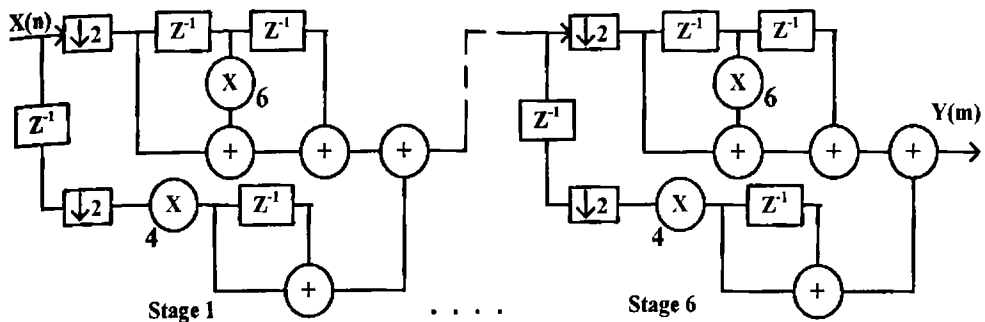 X(n) ↓2 Z⁻¹ Z⁻¹ ↓2 Z⁻¹ Z⁻¹
X 6 X 6
Z⁻¹ Z⁻¹ Y(m)
+ + + + + +
↓2 X Z⁻¹ ↓2 X Z⁻¹
4 4
+ +
Stage 1 . . . . Stage 6